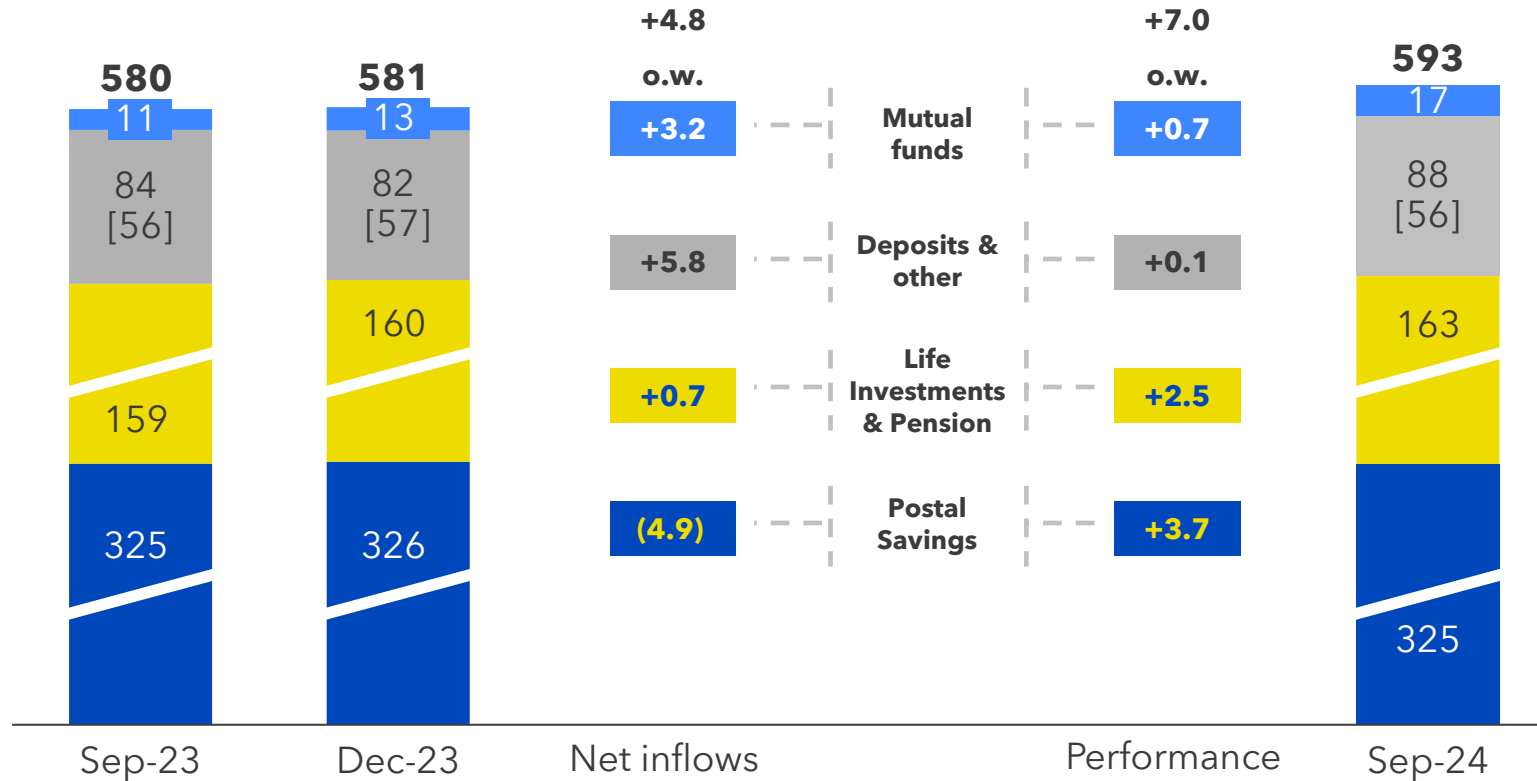 580
11
84
[56]
159
325
Sep-23
581
13
82
[57]
160
326
Dec-23
+4.8
o.w.
+3.2
+5.8
+0.7
(4.9)
Net inflows
Mutual
funds
Deposits &
other
Life
Investments
& Pension
Postal
Savings
+7.0
o.w.
+0.7
+0.1
+2.5
+3.7
Performance
593
17
88
[56]
163
325
Sep-24